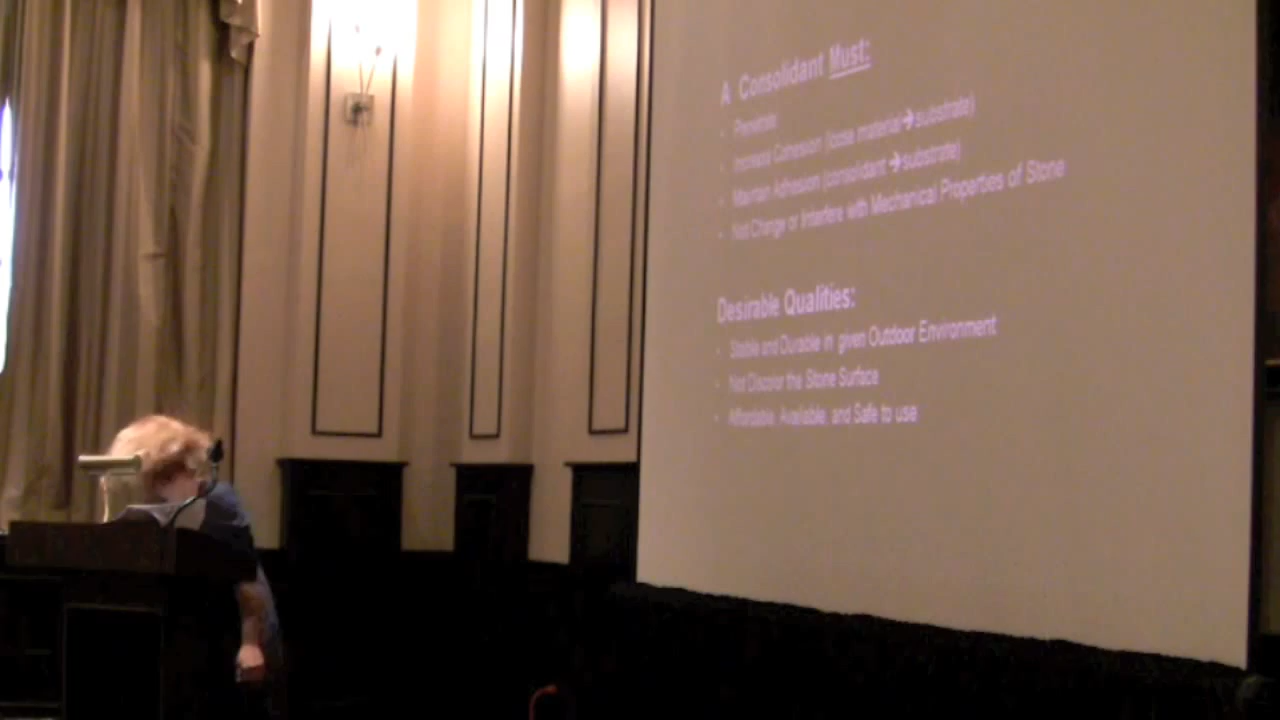 A Consolidant Must:
• Penetrate
• Increase Cohesion (loose material→substrate)
• Maintain Adhesion (consolidant→substrate)
• Not Change or Interfere with Mechanical Properties of Stone
Desirable Qualities:
• Stable and Durable in given Outdoor Environment
• Not Discolor the Stone Surface
• Affordable, Available, and Safe to use